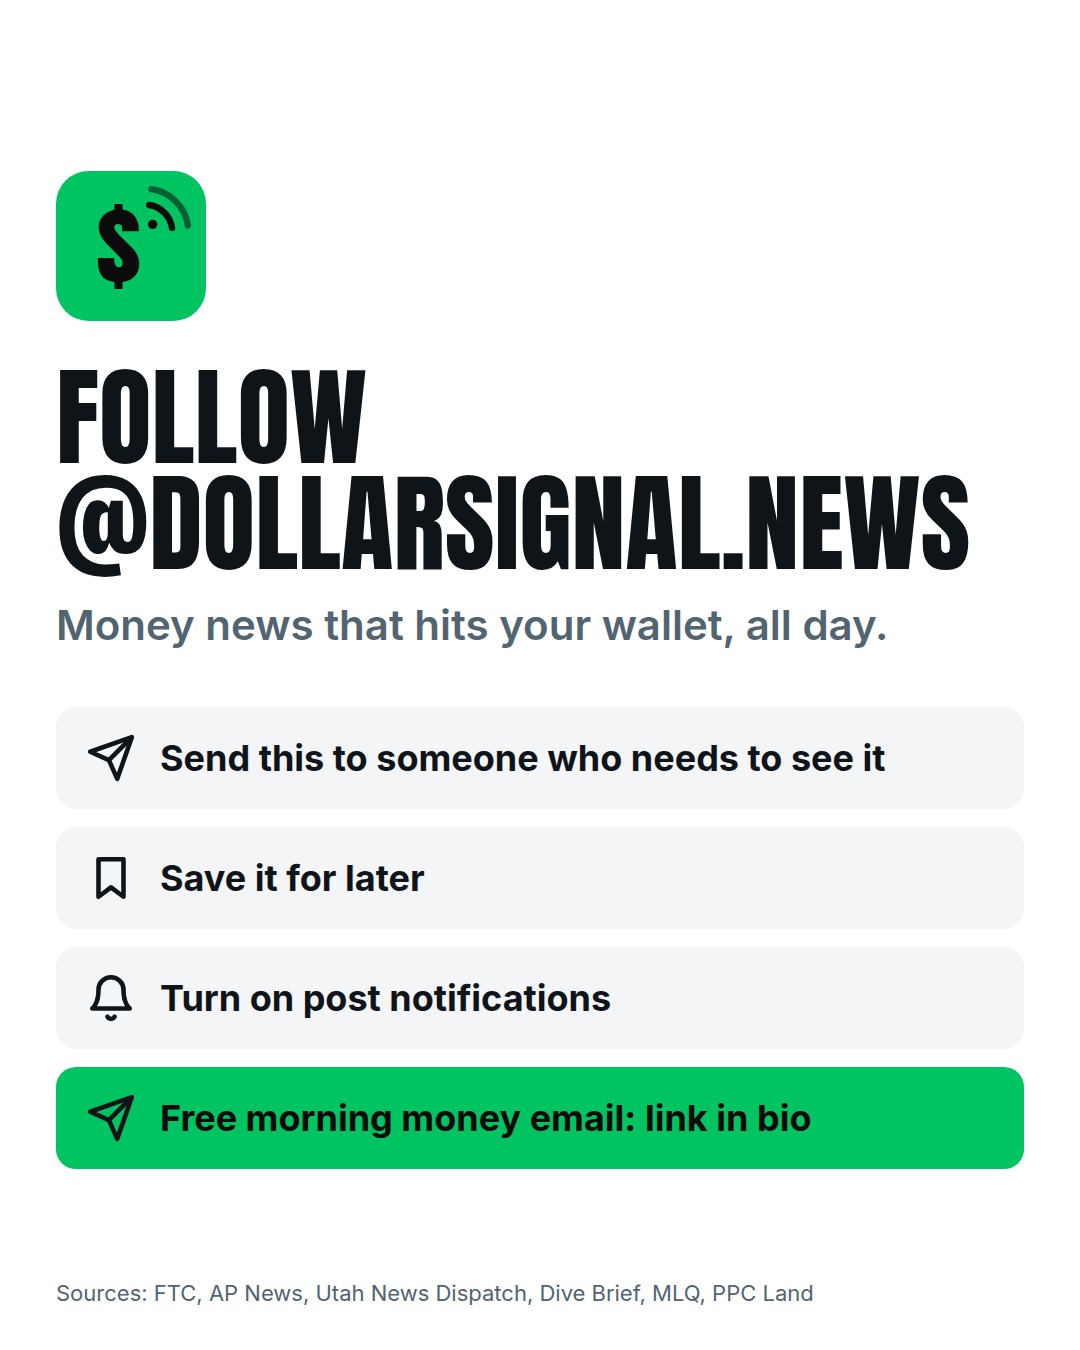 $
FOLLOW
@DOLLARSIGNAL.NEWS
Money news that hits your wallet, all day.
Send this to someone who needs to see it
Save it for later
Turn on post notifications
Free morning money email: link in bio
Sources: FTC, AP News, Utah News Dispatch, Dive Brief, MLQ, PPC Land